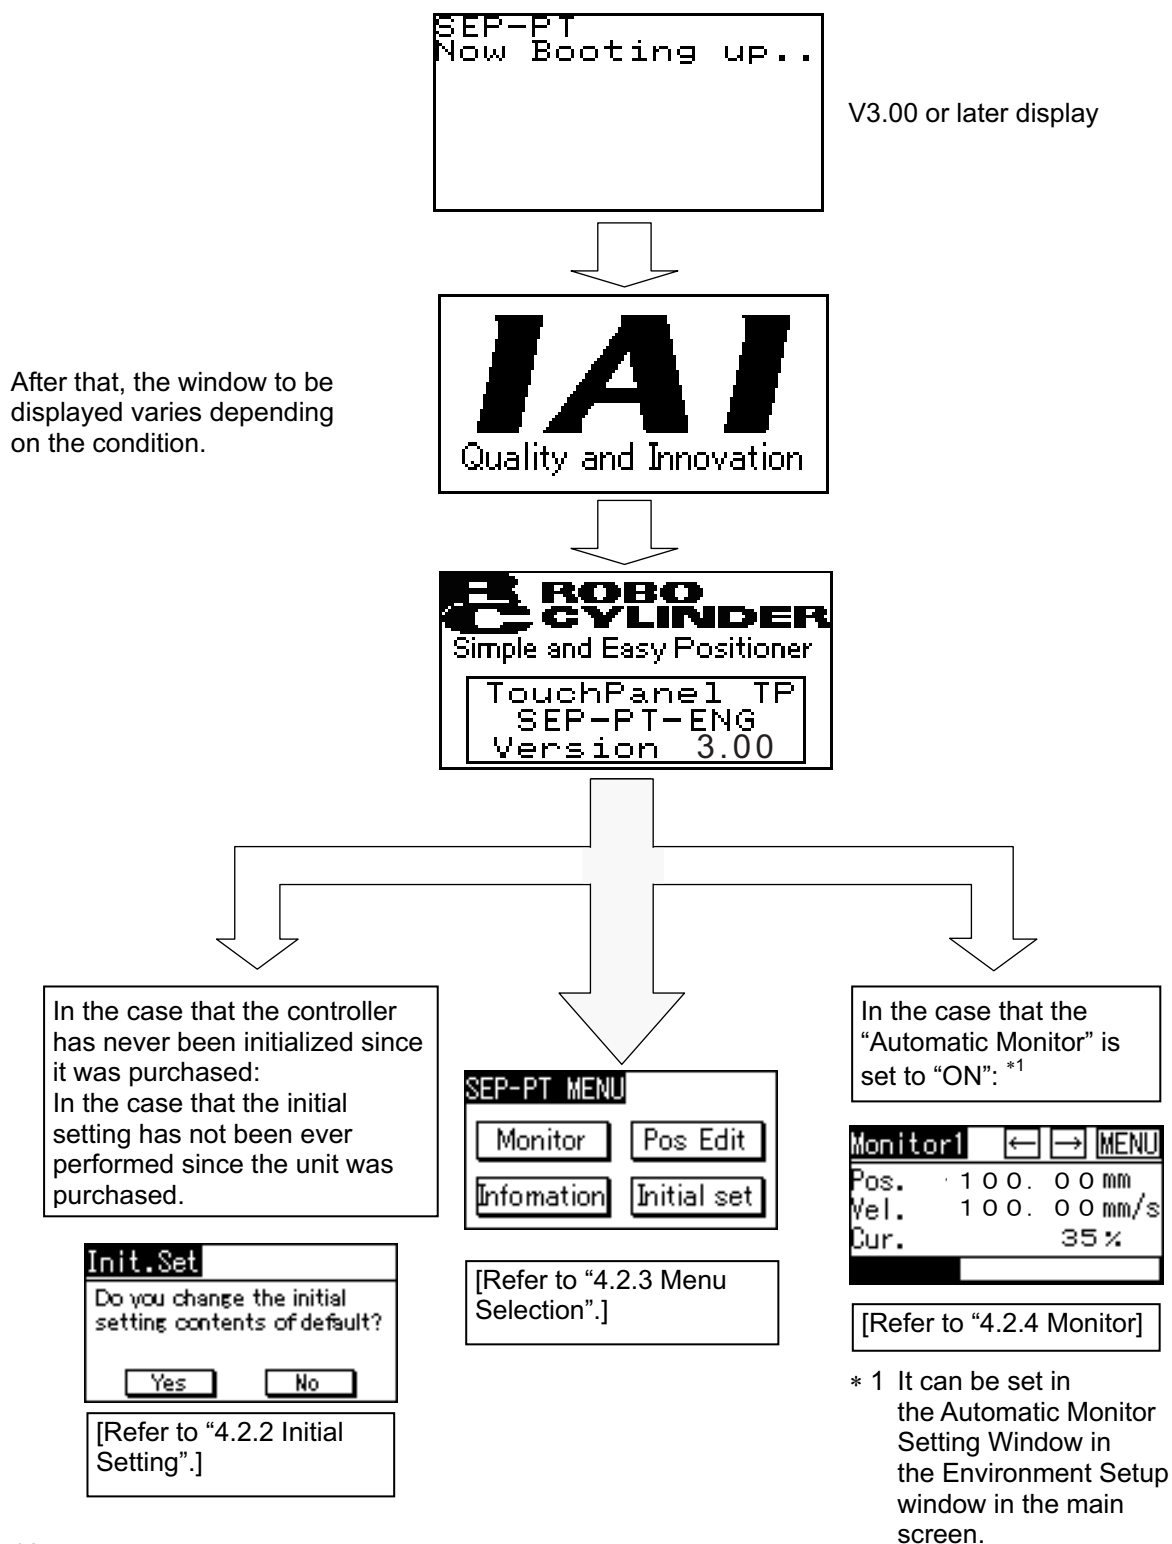 SEP-PT
Now Booting up..
V3.00 or later display
IAI
Quality and Innovation
After that, the window to be
displayed varies depending
on the condition.
RC ROBO
CYLINDER
Simple and Easy Positioner
TouchPanel TP
SEP-PT-ENG
Version 3.00
In the case that the controller
has never been initialized since
it was purchased:
In the case that the initial
setting has not been ever
performed since the unit was
purchased.
Init.Set
Do you change the initial
setting contents of default?
Yes No
[Refer to “4.2.2 Initial
Setting”.]
SEP-PT MENU
Monitor Pos Edit
Infomation Initial set
[Refer to “4.2.3 Menu
Selection”.]
In the case that the
“Automatic Monitor” is
set to “ON”: *1
Monitor1 ← → MENU
Pos. 100.00mm
Vel. 100.00mm/s
Cur. 35%
[Refer to “4.2.4 Monitor]
* 1 It can be set in
the Automatic Monitor
Setting Window in
the Environment Setup
window in the main
screen.